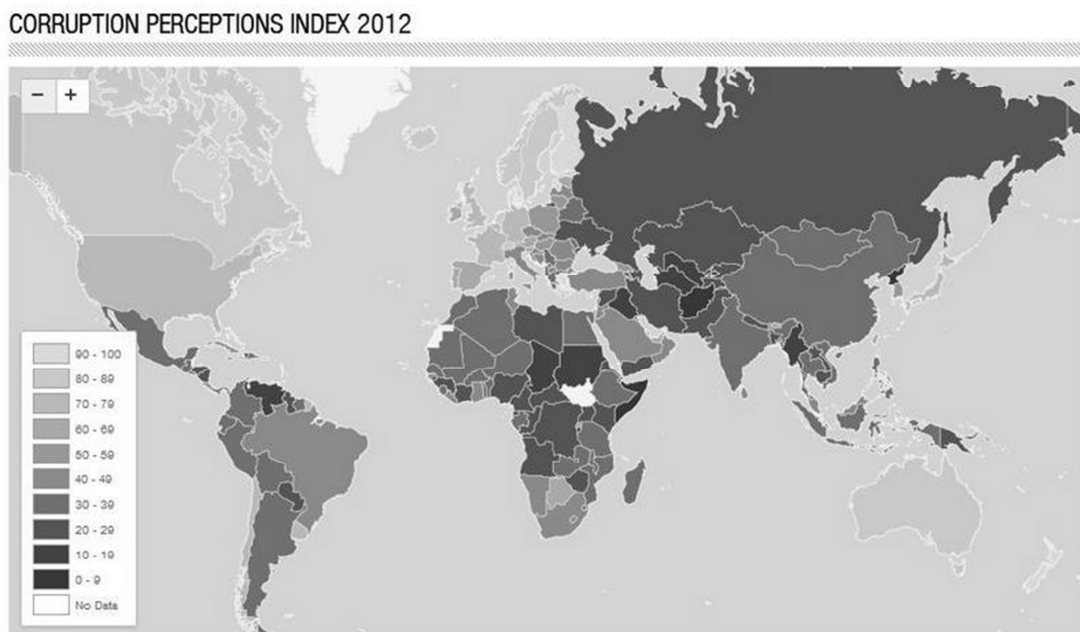 CORRUPTION PERCEPTIONS INDEX 2012
− +
90 - 100
80 - 89
70 - 79
60 - 69
50 - 59
40 - 49
30 - 39
20 - 29
10 - 19
0 - 9
No Data